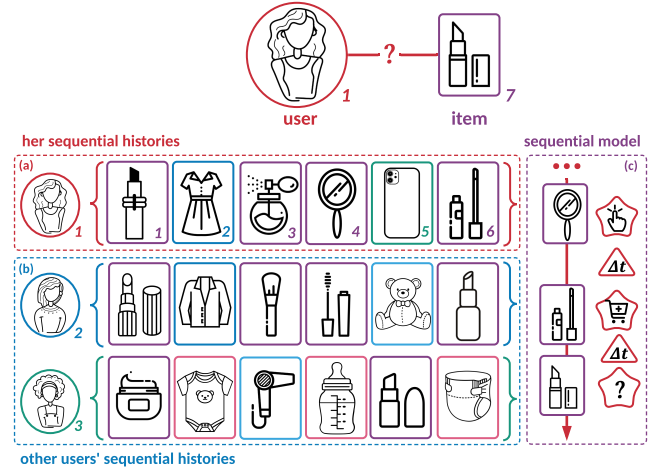 ?
1
7
user
item
her sequential histories
sequential model
(a)
(c)
1
1
2
3
4
5
6
(b)
2
3
Δt
Δt
?
other users' sequential histories